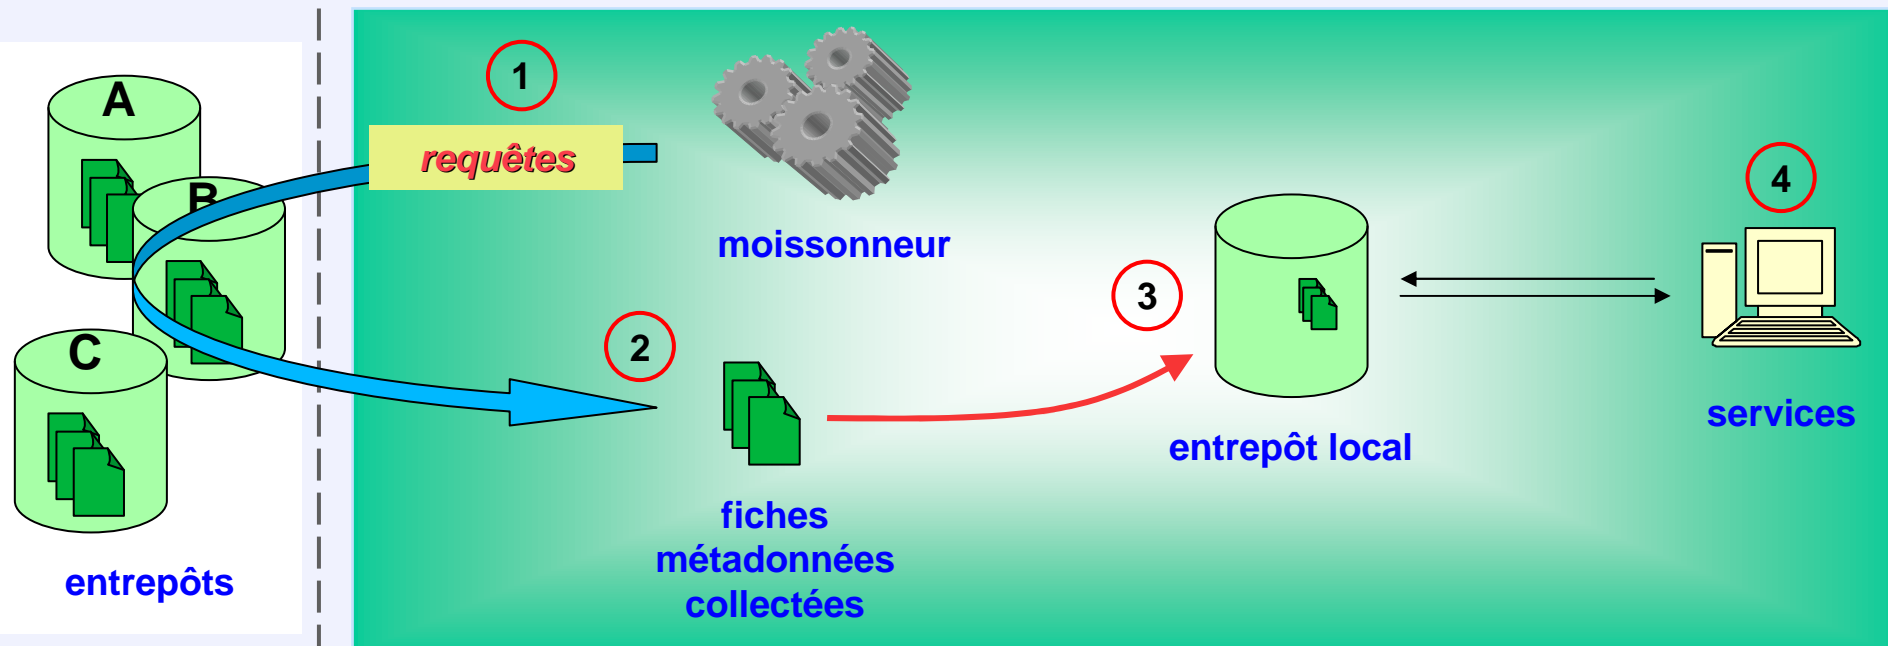 A
B
C
entrepôts
1
requêtes
moissonneur
2
fiches
métadonnées
collectées
3
entrepôt local
4
services